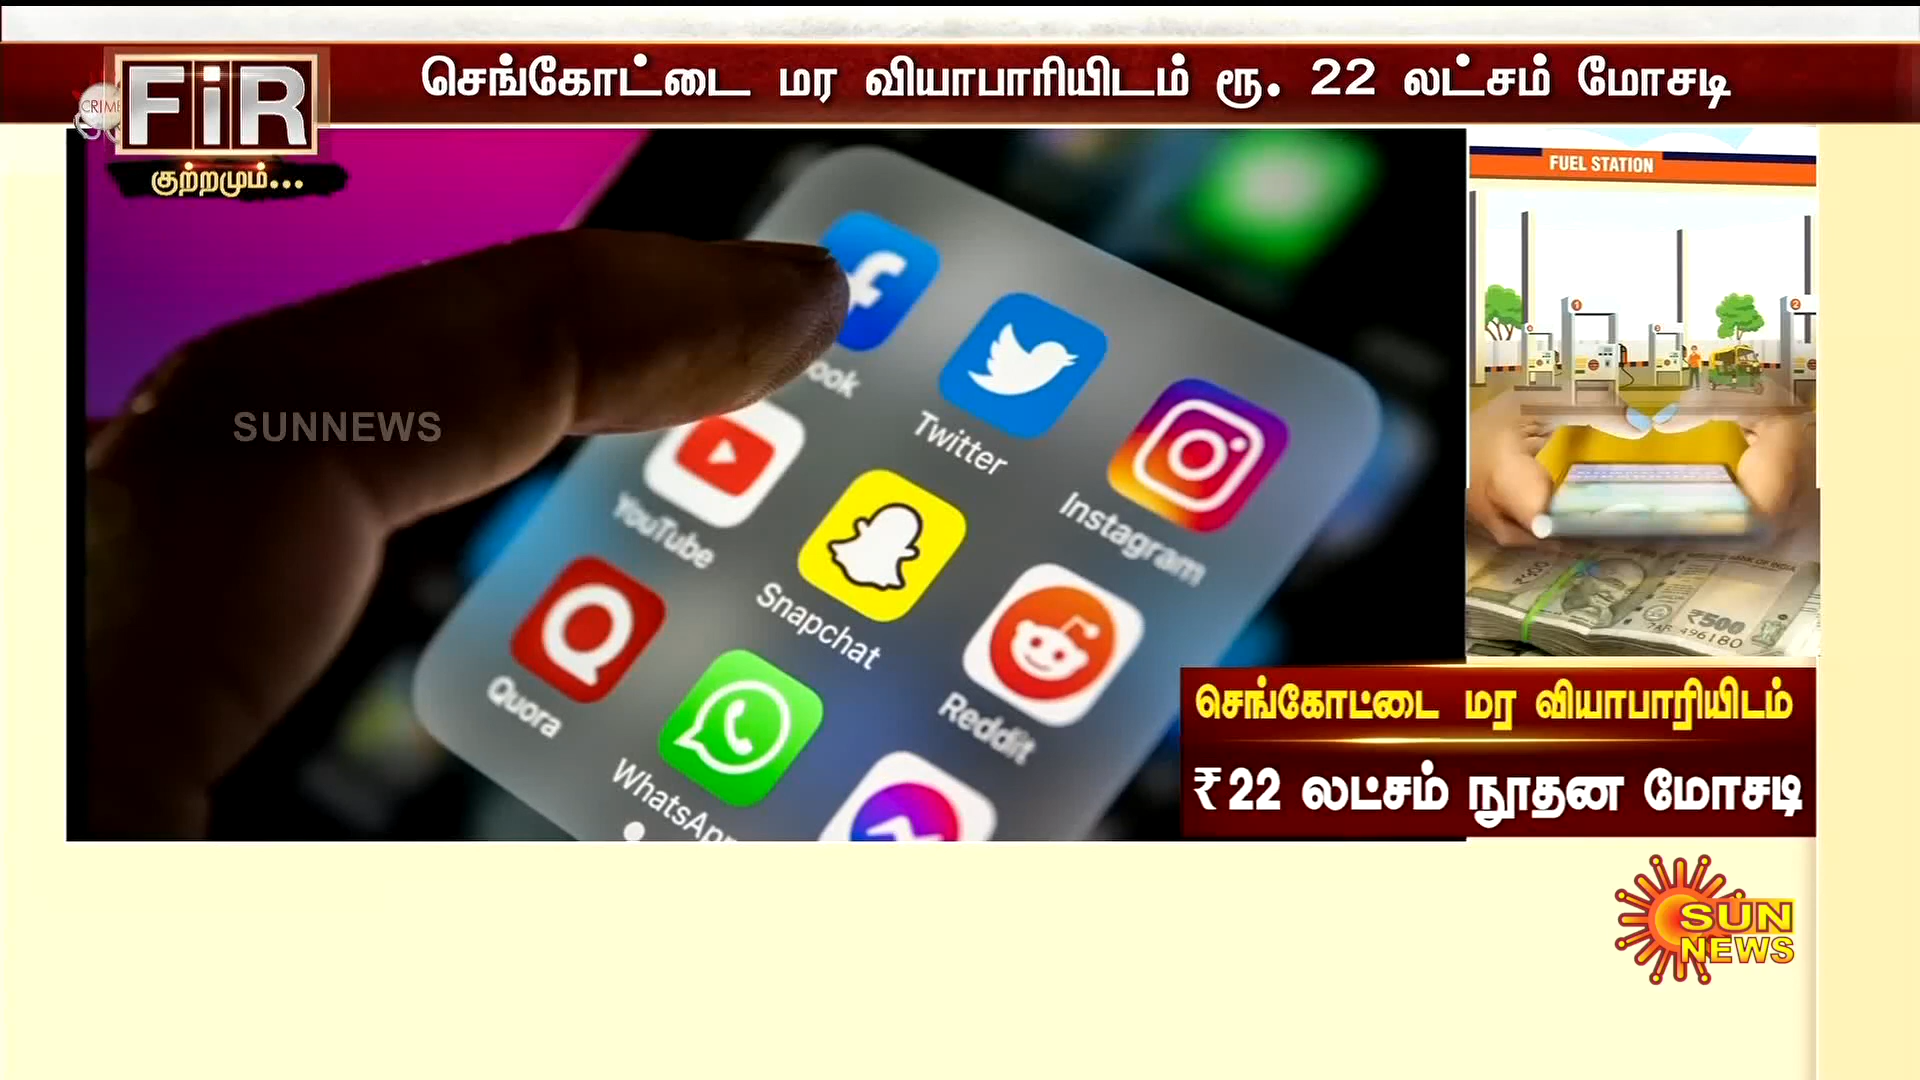 செங்கோட்டை மர வியாபாரியிடம் ரூ. 22 லட்சம் மோசடி
CRIME
FiR
குற்றமும்...
FUEL STATION
SUNNEWS
Twitter
Instagram
YouTube
Snapchat
Reddit
Quora
WhatsApp
₹500
496180
செங்கோட்டை மர வியாபாரியிடம்
₹22 லட்சம் நூதன மோசடி
SUN
NEWS